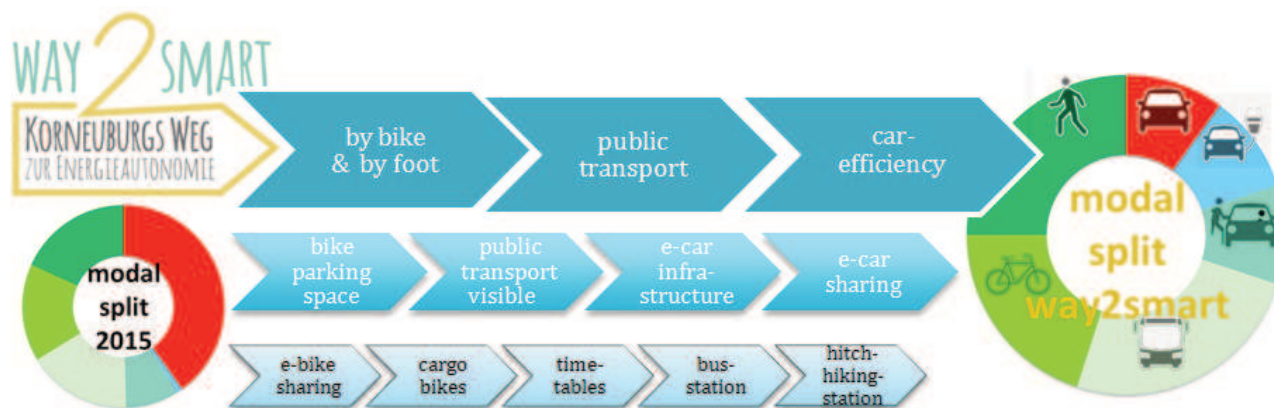 WAY 2 SMART
KORNEUBURGS WEG
ZUR ENERGIEAUTONOMIE
by bike
& by foot
public
transport
car-
efficiency
bike
parking
space
public
transport
visible
e-car
infra-
structure
e-car
sharing
e-bike
sharing
cargo
bikes
time-
tables
bus-
station
hitch-
hiking-
station
modal
split
2015
modal
split
way2smart